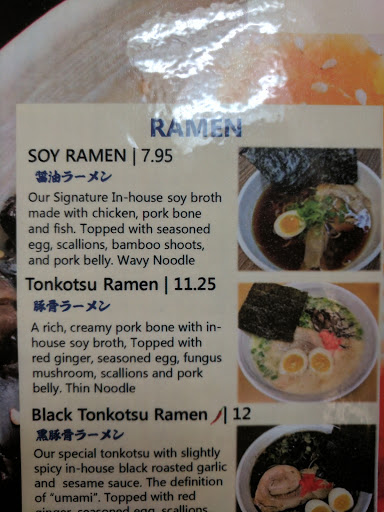 RAMEN
SOY RAMEN | 7.95
醤油ラーメン
Our Signature In-house soy broth
made with chicken, pork bone
and fish. Topped with seasoned
egg, scallions, bamboo shoots,
and pork belly. Wavy Noodle
Tonkotsu Ramen | 11.25
豚骨ラーメン
A rich, creamy pork bone with in-
house soy broth, Topped with
red ginger, seasoned egg, fungus
mushroom, scallions and pork
belly. Thin Noodle
Black Tonkotsu Ramen | 12
黒豚骨ラーメン
Our special tonkotsu with slightly
spicy in-house black roasted garlic
and sesame sauce. The definition
of "umami". Topped with red
ginger, seasoned egg, scallions